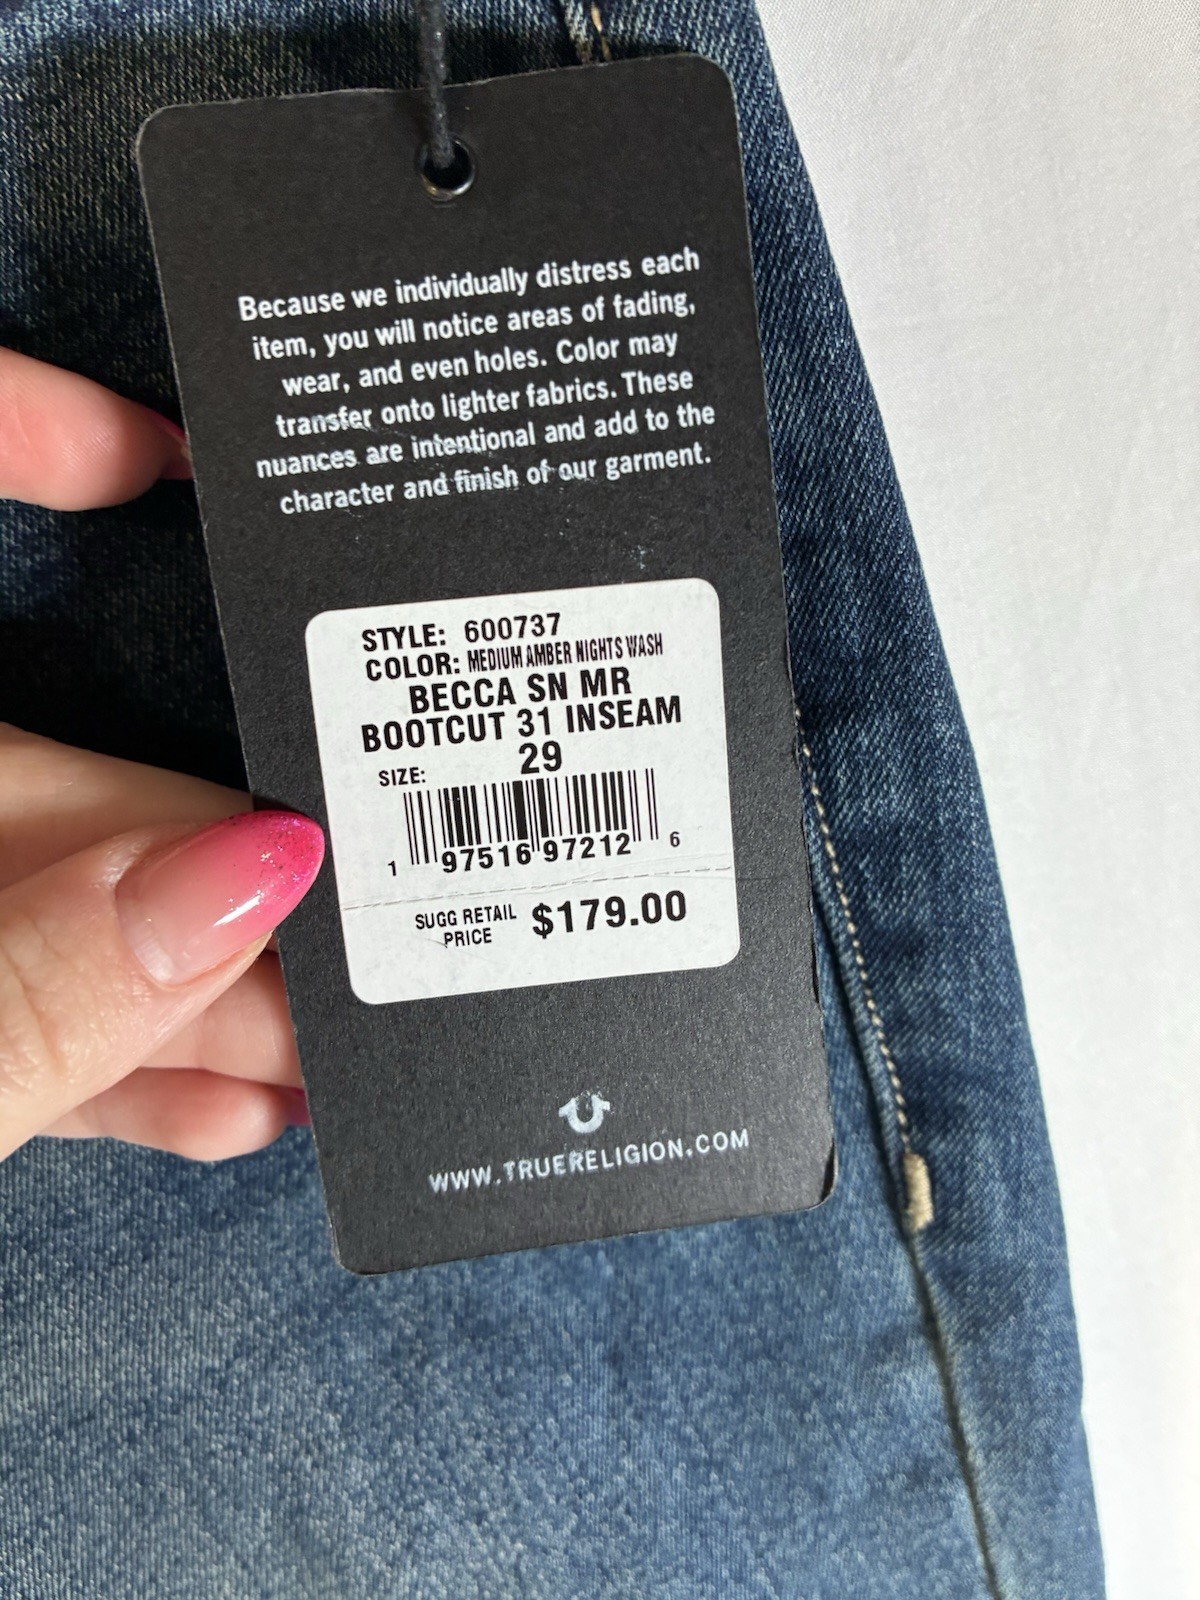 Because we individually distress each
item, you will notice areas of fading,
wear, and even holes. Color may
transfer onto lighter fabrics. These
nuances are intentional and add to the
character and finish of our garment.
STYLE: 600737
COLOR: MEDIUM AMBER NIGHTS WASH
BECCA SN MR
BOOTCUT 31 INSEAM
SIZE: 29
1 97516 97212 6
SUGG RETAIL PRICE $179.00
WWW.TRUERELIGION.COM